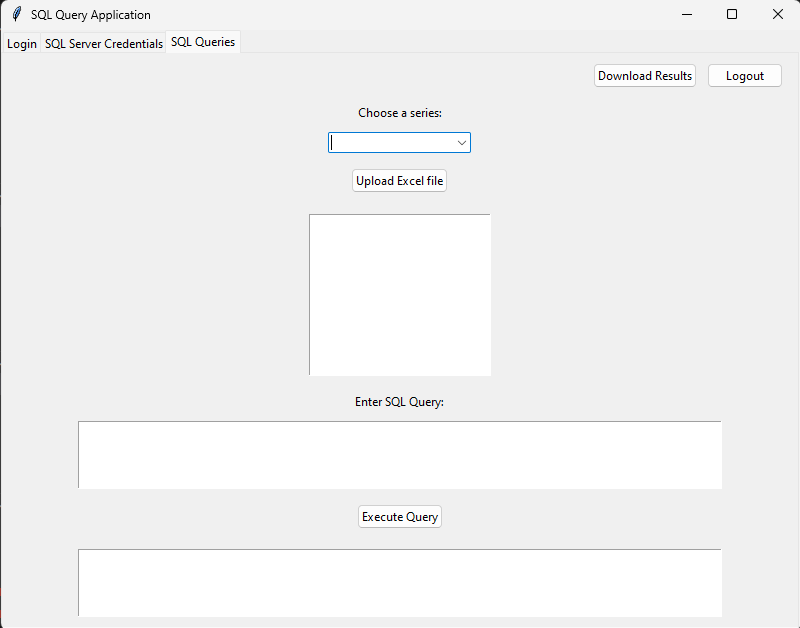 SQL Query Application
Login SQL Server Credentials SQL Queries
Download Results Logout
Choose a series:
Upload Excel file
Enter SQL Query:
Execute Query